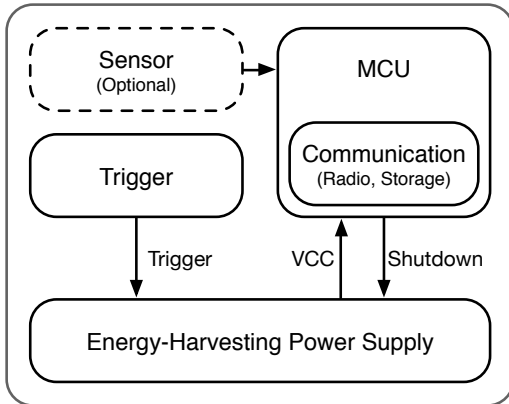 Sensor
(Optional)
MCU
Communication
(Radio, Storage)
Trigger
Trigger
VCC
Shutdown
Energy-Harvesting Power Supply